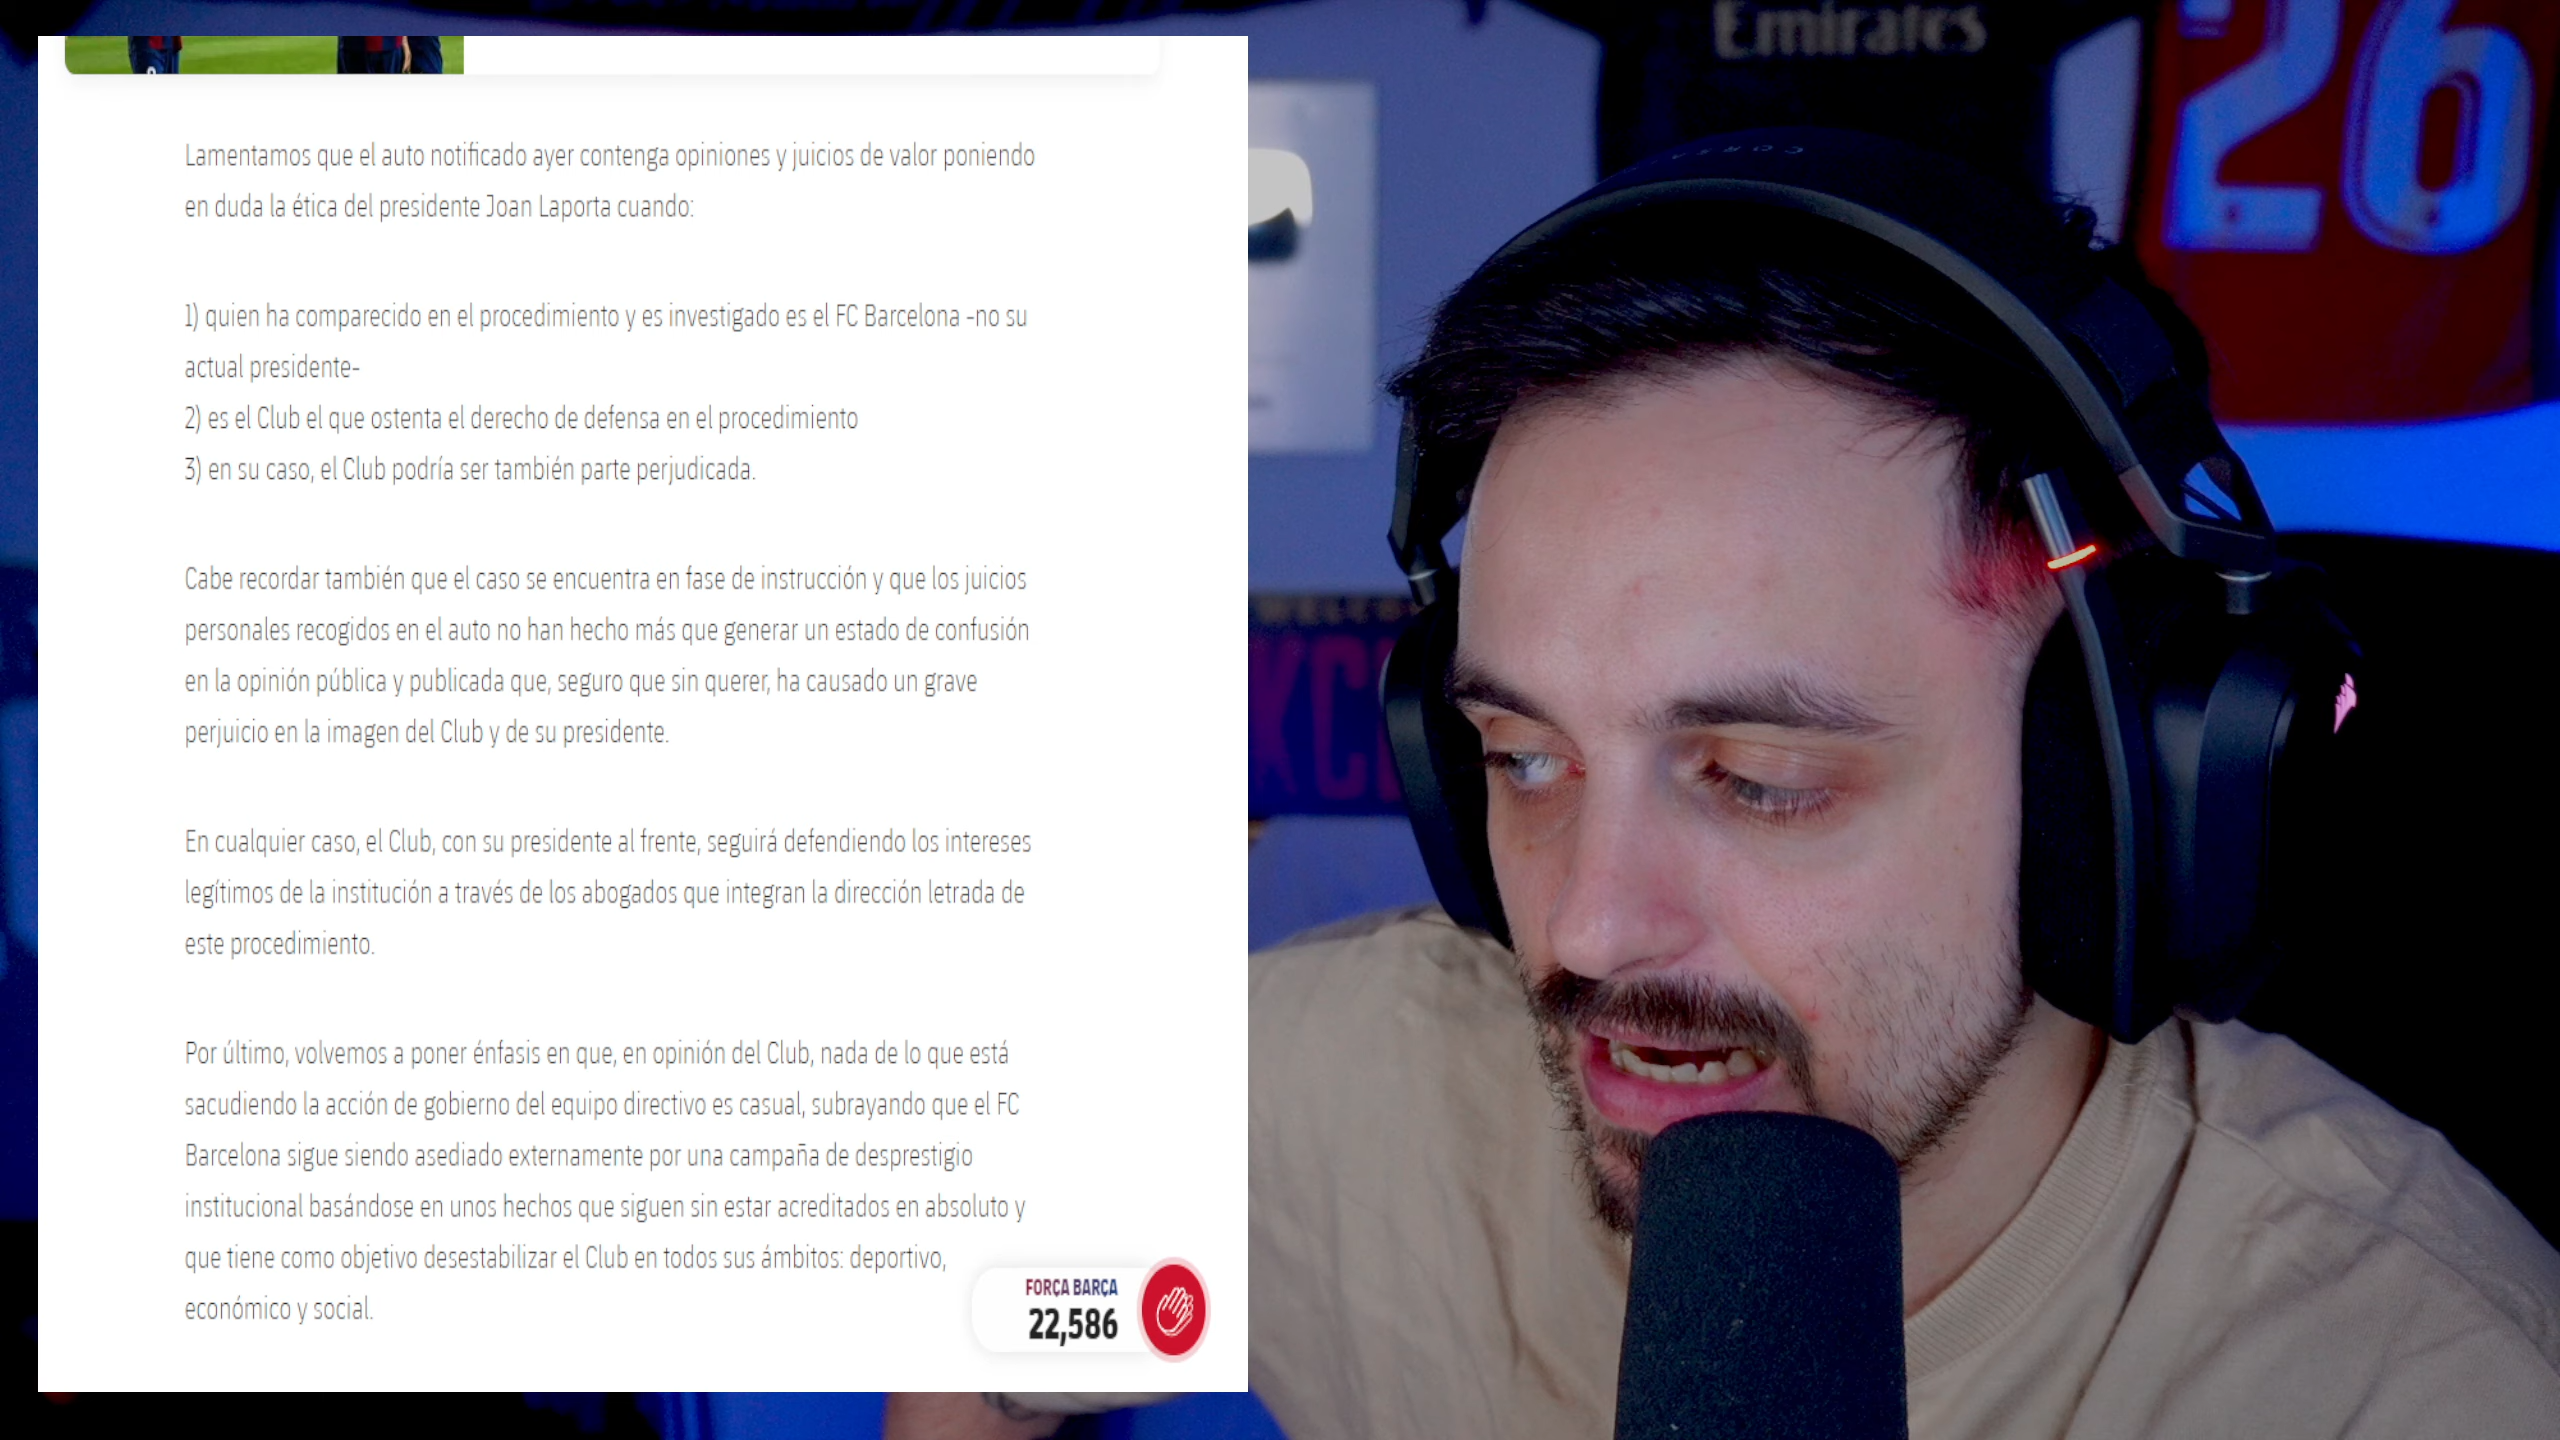 Emirates
26
CORSA
Lamentamos que el auto notificado ayer contenga opiniones y juicios de valor poniendo
en duda la ética del presidente Joan Laporta cuando:
1) quien ha comparecido en el procedimiento y es investigado es el FC Barcelona -no su
actual presidente-
2) es el Club el que ostenta el derecho de defensa en el procedimiento
3) en su caso, el Club podría ser también parte perjudicada.
Cabe recordar también que el caso se encuentra en fase de instrucción y que los juicios
personales recogidos en el auto no han hecho más que generar un estado de confusión
en la opinión pública y publicada que, seguro que sin querer, ha causado un grave
perjuicio en la imagen del Club y de su presidente.
En cualquier caso, el Club, con su presidente al frente, seguirá defendiendo los intereses
legítimos de la institución a través de los abogados que integran la dirección letrada de
este procedimiento.
Por último, volvemos a poner énfasis en que, en opinión del Club, nada de lo que está
sacudiendo la acción de gobierno del equipo directivo es casual, subrayando que el FC
Barcelona sigue siendo asediado externamente por una campaña de desprestigio
institucional basándose en unos hechos que siguen sin estar acreditados en absoluto y
que tiene como objetivo desestabilizar el Club en todos sus ámbitos: deportivo,
económico y social.
FORÇA BARÇA
22,586